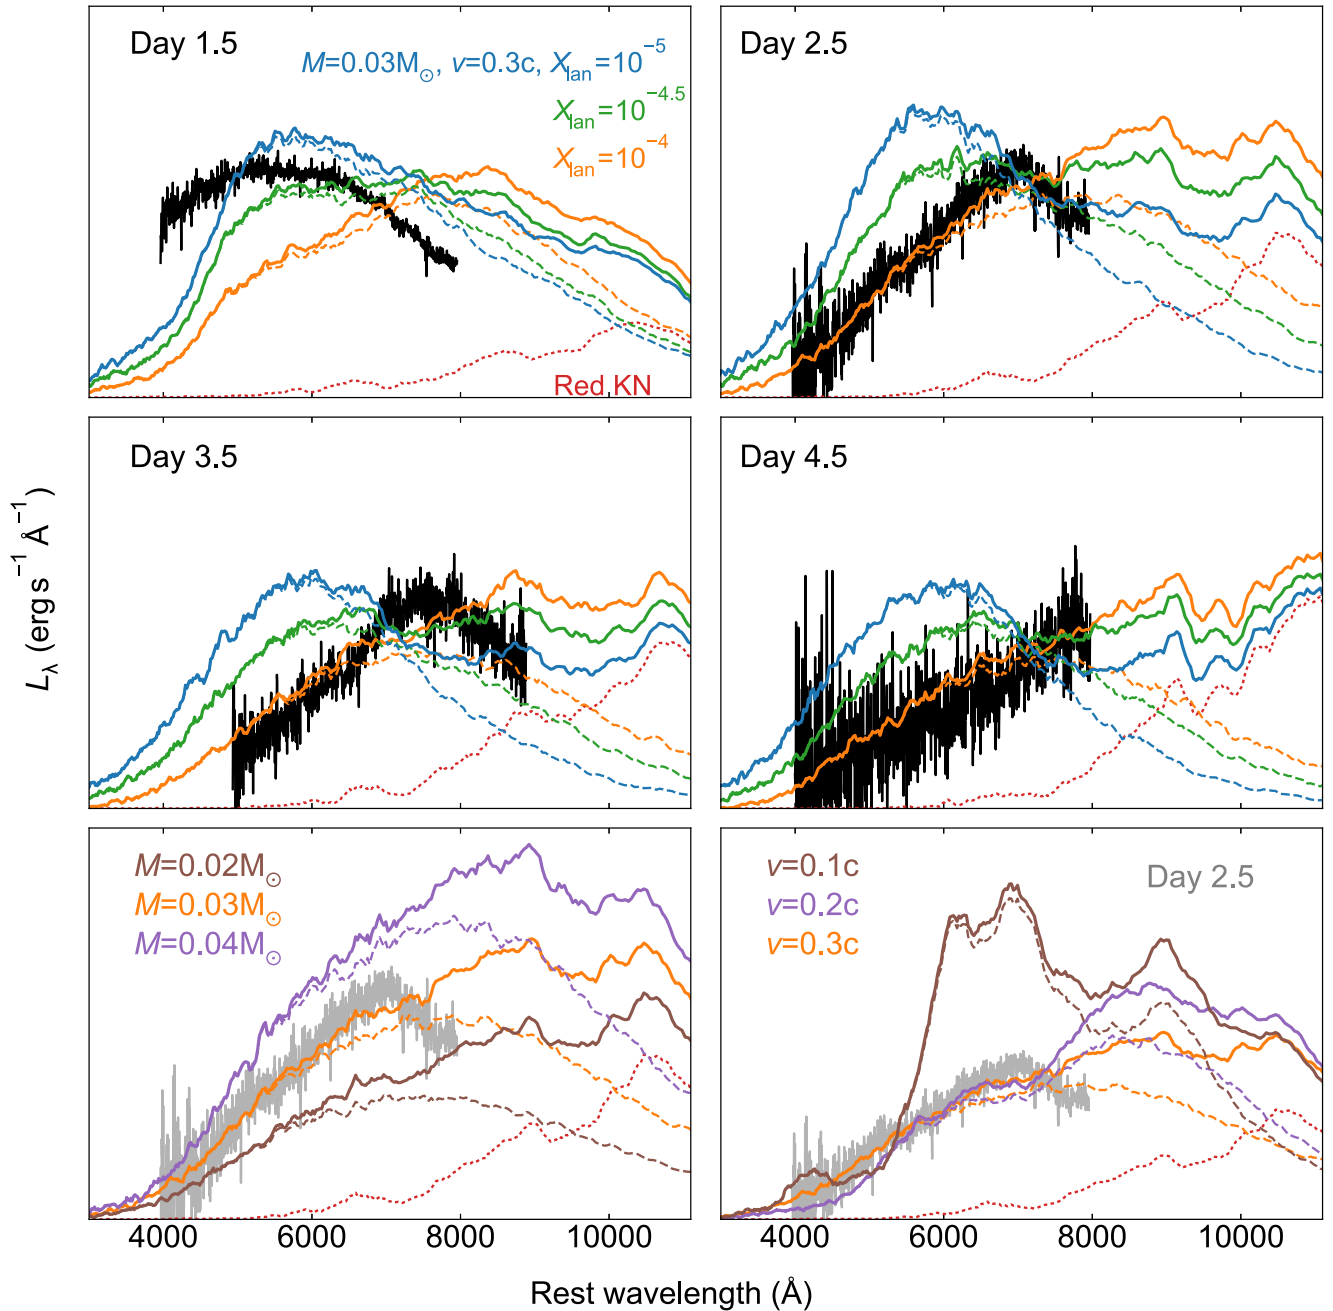 Day 1.5
M=0.03M☉, v=0.3c, Xlan=10⁻⁵
Xlan=10⁻⁴·⁵
Xlan=10⁻⁴
Red KN
Day 2.5
Day 3.5
Day 4.5
Lλ (erg s⁻¹ Å⁻¹)
M=0.02M☉
M=0.03M☉
M=0.04M☉
v=0.1c
v=0.2c
v=0.3c
Day 2.5
4000 6000 8000 10000
4000 6000 8000 10000
Rest wavelength (Å)